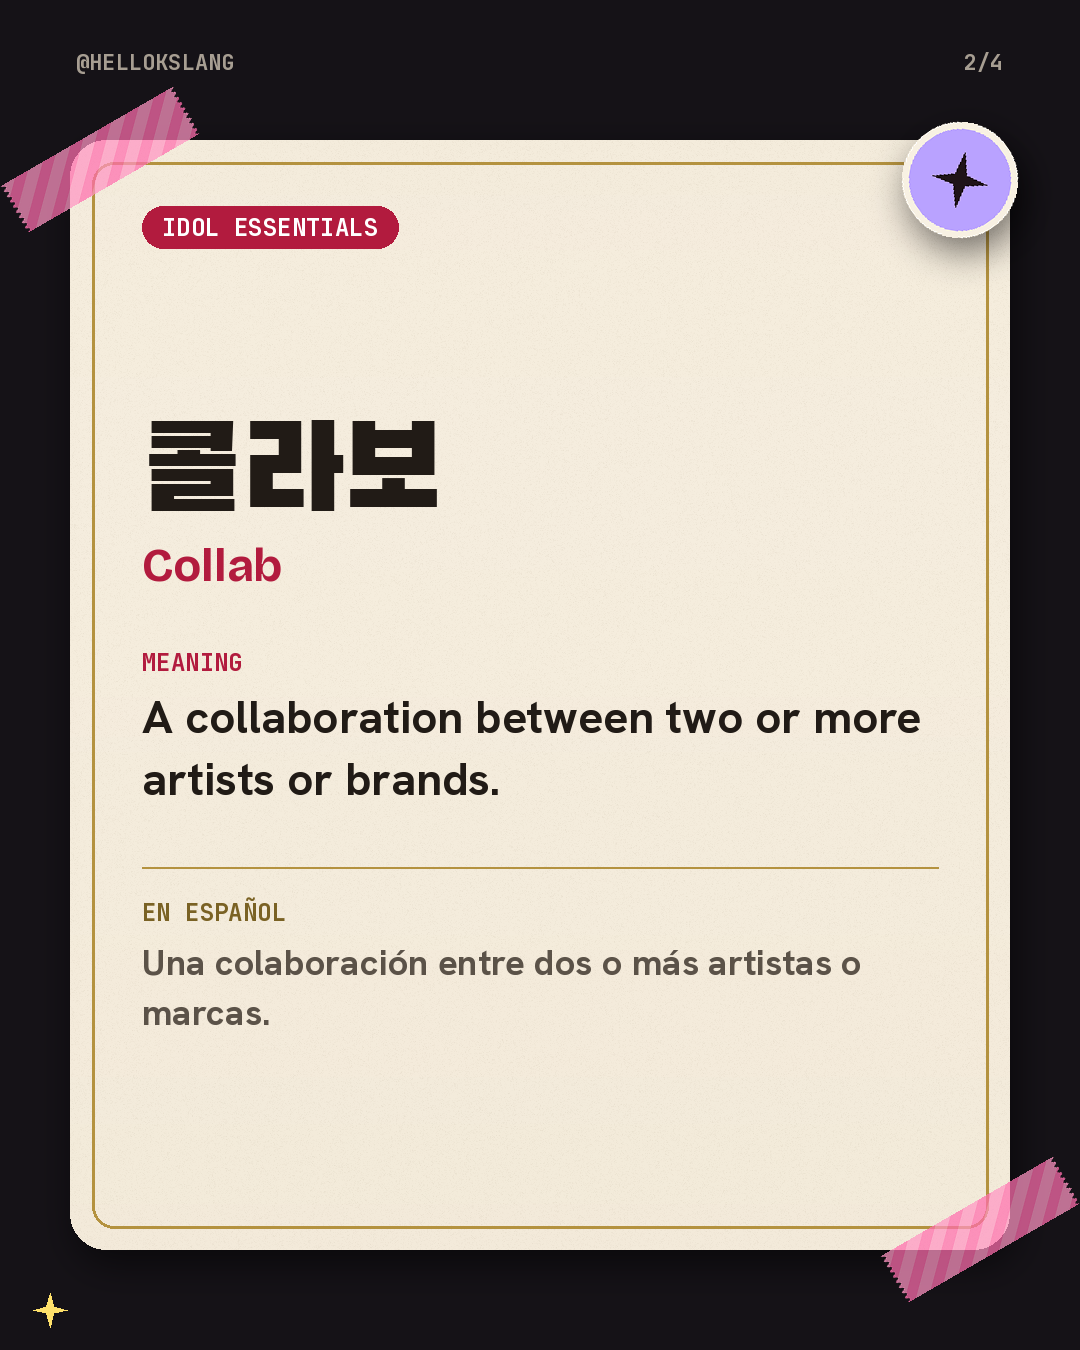 @HELLOKSLANG
2/4
IDOL ESSENTIALS
콜라보
Collab
MEANING
A collaboration between two or more
artists or brands.
EN ESPAÑOL
Una colaboración entre dos o más artistas o
marcas.